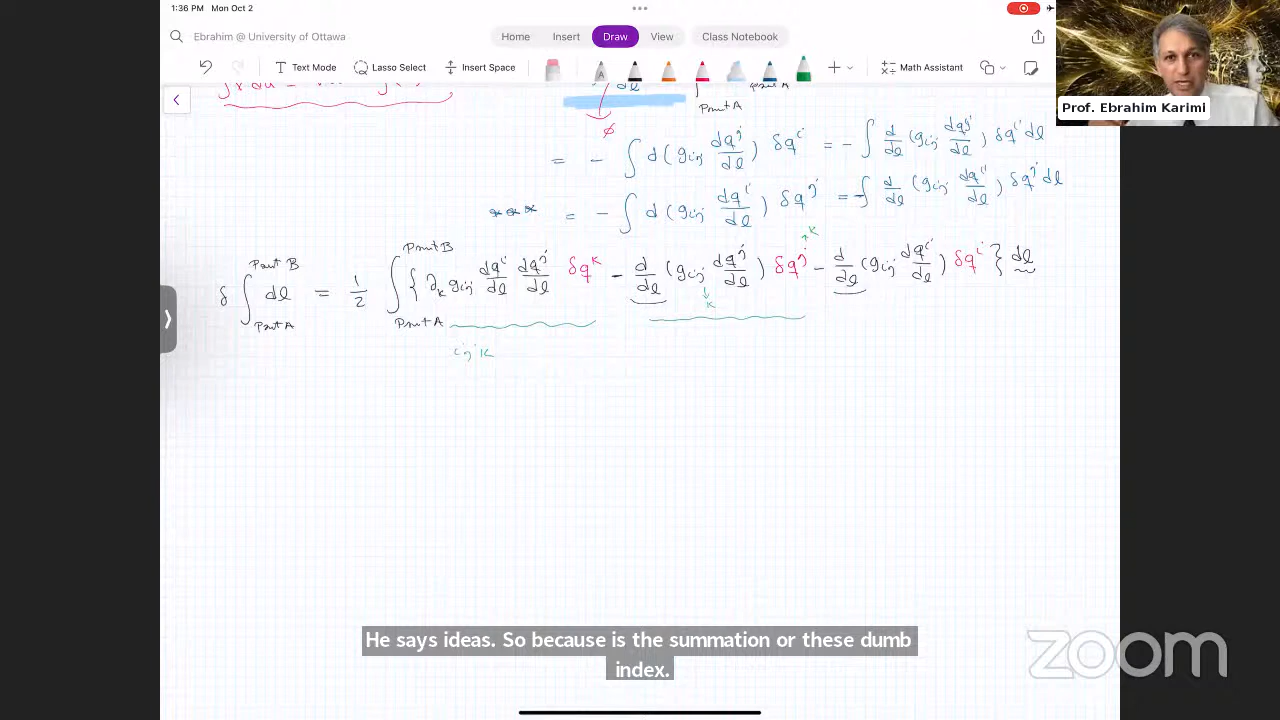 1:36 PM Mon Oct 2
Ebrahim @ University of Ottawa
Home Insert Draw View Class Notebook
Text Mode Lasso Select Math Assistant
Prof. Ebrahim Karimi
dl Point A
∅
= - ∫ d(g_ij dq^j/dl) δq^i = - ∫ d/dl (g_ij dq^j/dl) δq^i dl
*** = - ∫ d(g_ij dq^i/dl) δq^j = - ∫ d/dl (g_ij dq^i/dl) δq^j dl
k
Point B Point B
δ ∫ dl = 1/2 ∫ { ∂_k g_ij dq^i/dl dq^j/dl δq^k - d/dl (g_ij dq^j/dl) δq^j - d/dl (g_ij dq^i/dl) δq^i } dl
k
Point A Point A
ijk
He says ideas. So because is the summation or these dumb
index.
zoom